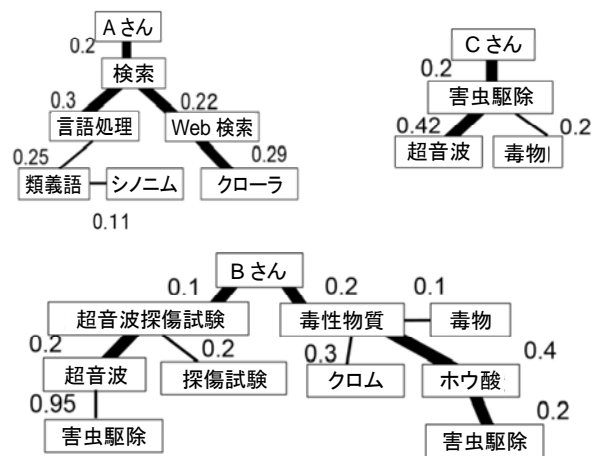 Aさん
0.2
検索
0.3
0.22
言語処理
Web 検索
0.25
0.29
類義語
シノニム
クローラ
0.11
Cさん
0.2
害虫駆除
0.42
0.2
超音波
毒物
Bさん
0.1
0.2
0.1
超音波探傷試験
毒性物質
毒物
0.2
0.2
0.3
0.4
超音波
探傷試験
クロム
ホウ酸
0.95
0.2
害虫駆除
害虫駆除